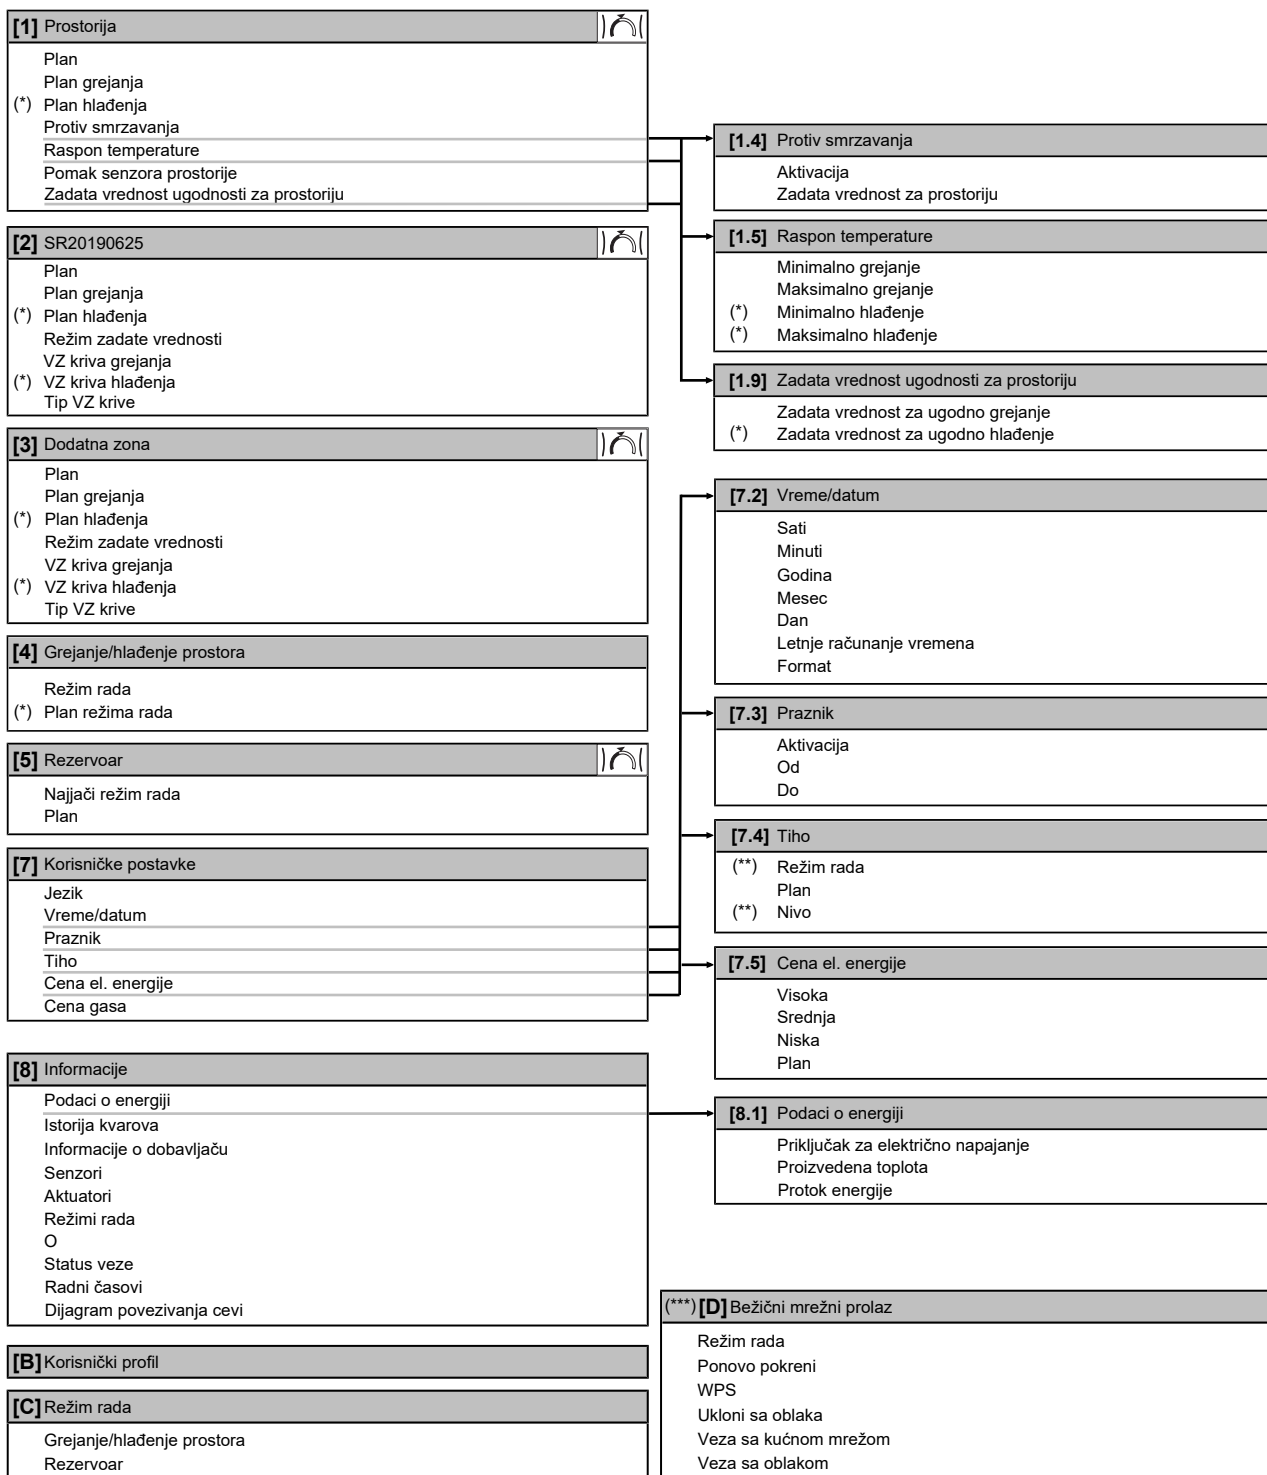 [1] Prostorija
Plan
Plan grejanja
(*) Plan hlađenja
Protiv smrzavanja
Raspon temperature
Pomak senzora prostorije
Zadata vrednost ugodnosti za prostoriju
[2] SR20190625
Plan
Plan grejanja
(*) Plan hlađenja
Režim zadate vrednosti
VZ kriva grejanja
(*) VZ kriva hlađenja
Tip VZ krive
[3] Dodatna zona
Plan
Plan grejanja
(*) Plan hlađenja
Režim zadate vrednosti
VZ kriva grejanja
(*) VZ kriva hlađenja
Tip VZ krive
[4] Grejanje/hlađenje prostora
Režim rada
(*) Plan režima rada
[5] Rezervoar
Najjači režim rada
Plan
[7] Korisničke postavke
Jezik
Vreme/datum
Praznik
Tiho
Cena el. energije
Cena gasa
[8] Informacije
Podaci o energiji
Istorija kvarova
Informacije o dobavljaču
Senzori
Aktuatori
Režimi rada
O
Status veze
Radni časovi
Dijagram povezivanja cevi
[B] Korisnički profil
[C] Režim rada
Grejanje/hlađenje prostora
Rezervoar
[1.4] Protiv smrzavanja
Aktivacija
Zadata vrednost za prostoriju
[1.5] Raspon temperature
Minimalno grejanje
Maksimalno grejanje
(*) Minimalno hlađenje
(*) Maksimalno hlađenje
[1.9] Zadata vrednost ugodnosti za prostoriju
Zadata vrednost za ugodno grejanje
(*) Zadata vrednost za ugodno hlađenje
[7.2] Vreme/datum
Sati
Minuti
Godina
Mesec
Dan
Letnje računanje vremena
Format
[7.3] Praznik
Aktivacija
Od
Do
[7.4] Tiho
(**) Režim rada
Plan
(**) Nivo
[7.5] Cena el. energije
Visoka
Srednja
Niska
Plan
[8.1] Podaci o energiji
Priključak za električno napajanje
Proizvedena toplota
Protok energije
(***) [D] Bežični mrežni prolaz
Režim rada
Ponovo pokreni
WPS
Ukloni sa oblaka
Veza sa kućnom mrežom
Veza sa oblakom